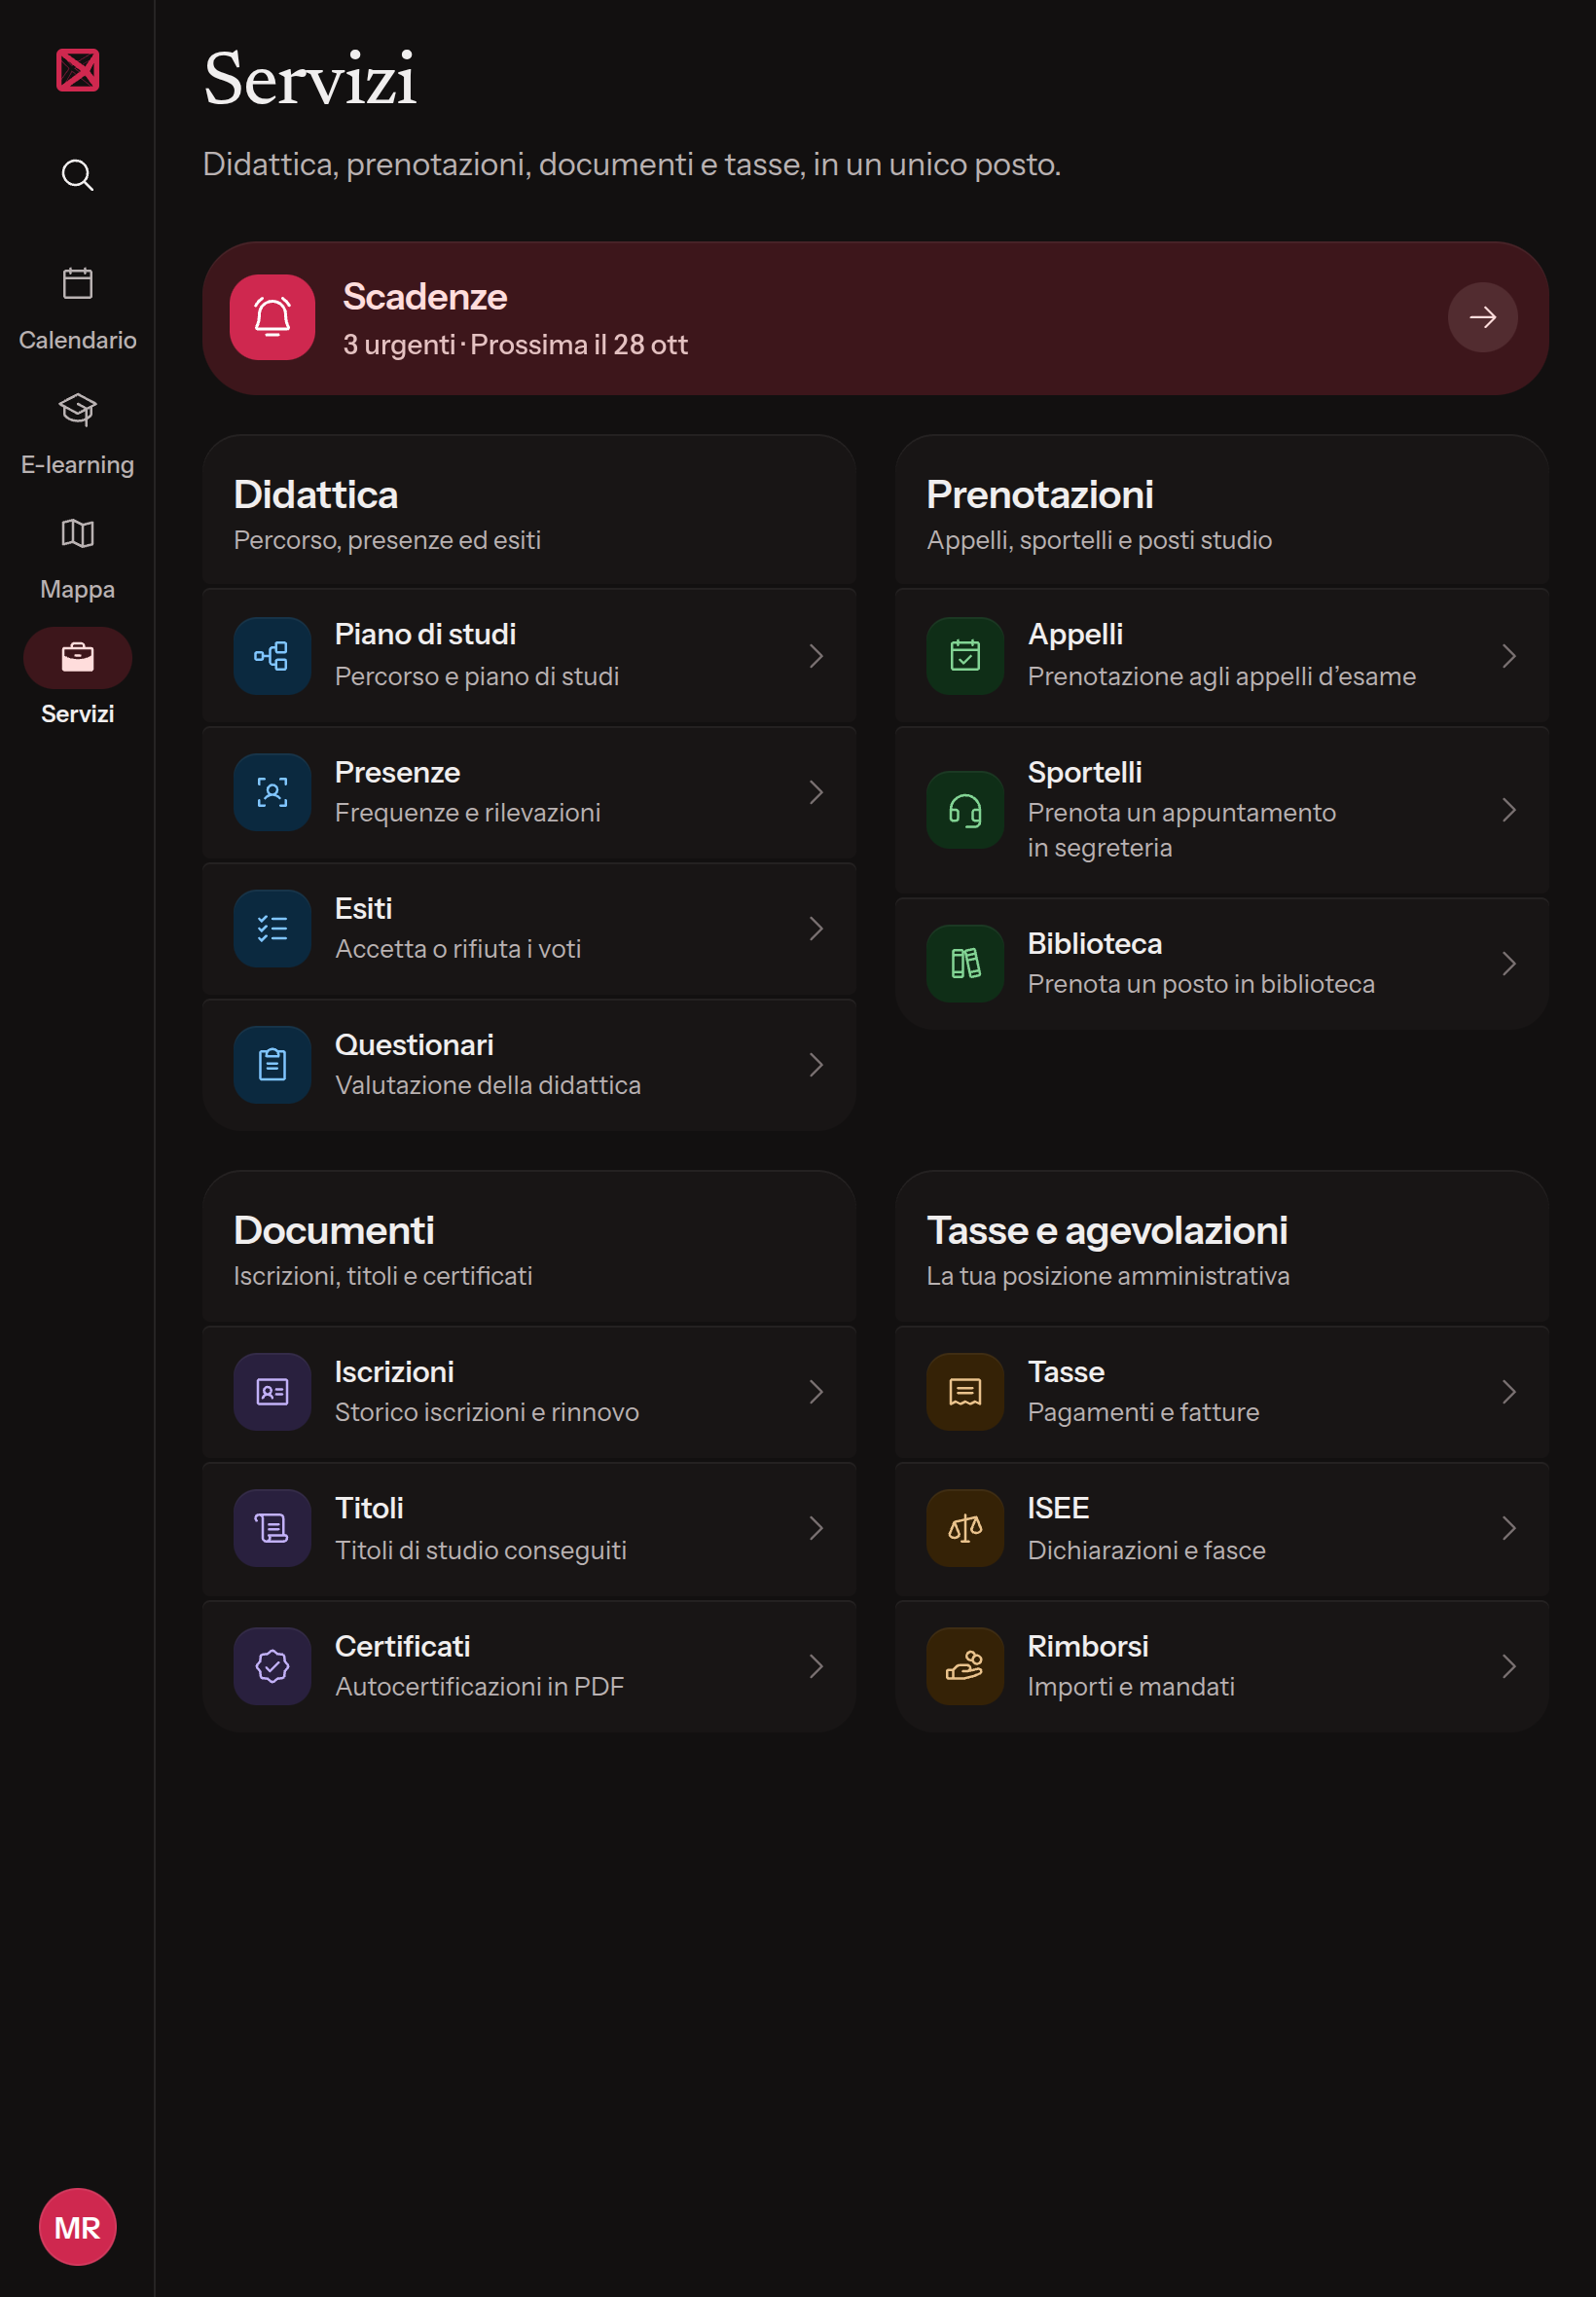 Calendario
E-learning
Mappa
Servizi
MR
Servizi
Didattica, prenotazioni, documenti e tasse, in un unico posto.
Scadenze
3 urgenti · Prossima il 28 ott
Didattica
Percorso, presenze ed esiti
Piano di studi
Percorso e piano di studi
Presenze
Frequenze e rilevazioni
Esiti
Accetta o rifiuta i voti
Questionari
Valutazione della didattica
Prenotazioni
Appelli, sportelli e posti studio
Appelli
Prenotazione agli appelli d’esame
Sportelli
Prenota un appuntamento
in segreteria
Biblioteca
Prenota un posto in biblioteca
Documenti
Iscrizioni, titoli e certificati
Iscrizioni
Storico iscrizioni e rinnovo
Titoli
Titoli di studio conseguiti
Certificati
Autocertificazioni in PDF
Tasse e agevolazioni
La tua posizione amministrativa
Tasse
Pagamenti e fatture
ISEE
Dichiarazioni e fasce
Rimborsi
Importi e mandati